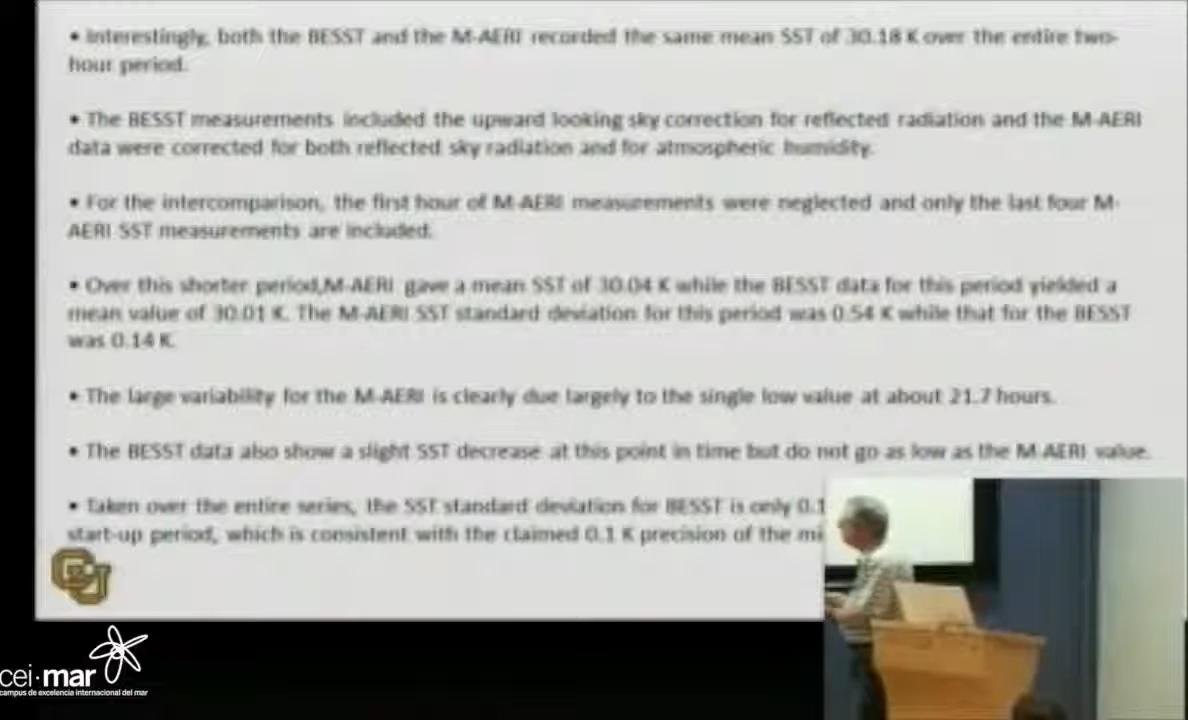 • Interestingly, both the BESST and the M-AERI recorded the same mean SST of 30.18 K over the entire two-
hour period.
• The BESST measurements included the upward looking sky correction for reflected radiation and the M-AERI
data were corrected for both reflected sky radiation and for atmospheric humidity.
• For the intercomparison, the first hour of M-AERI measurements were neglected and only the last four M-
AERI SST measurements are included.
• Over this shorter period,M-AERI gave a mean SST of 30.04 K while the BESST data for this period yielded a
mean value of 30.01 K. The M-AERI SST standard deviation for this period was 0.54 K while that for the BESST
was 0.14 K.
• The large variability for the M-AERI is clearly due largely to the single low value at about 21.7 hours.
• The BESST data also show a slight SST decrease at this point in time but do not go as low as the M-AERI value.
• Taken over the entire series, the SST standard deviation for BESST is only 0.1
start-up period, which is consistent with the claimed 0.1 K precision of the mi
CU
cei·mar
campus de excelencia internacional del mar